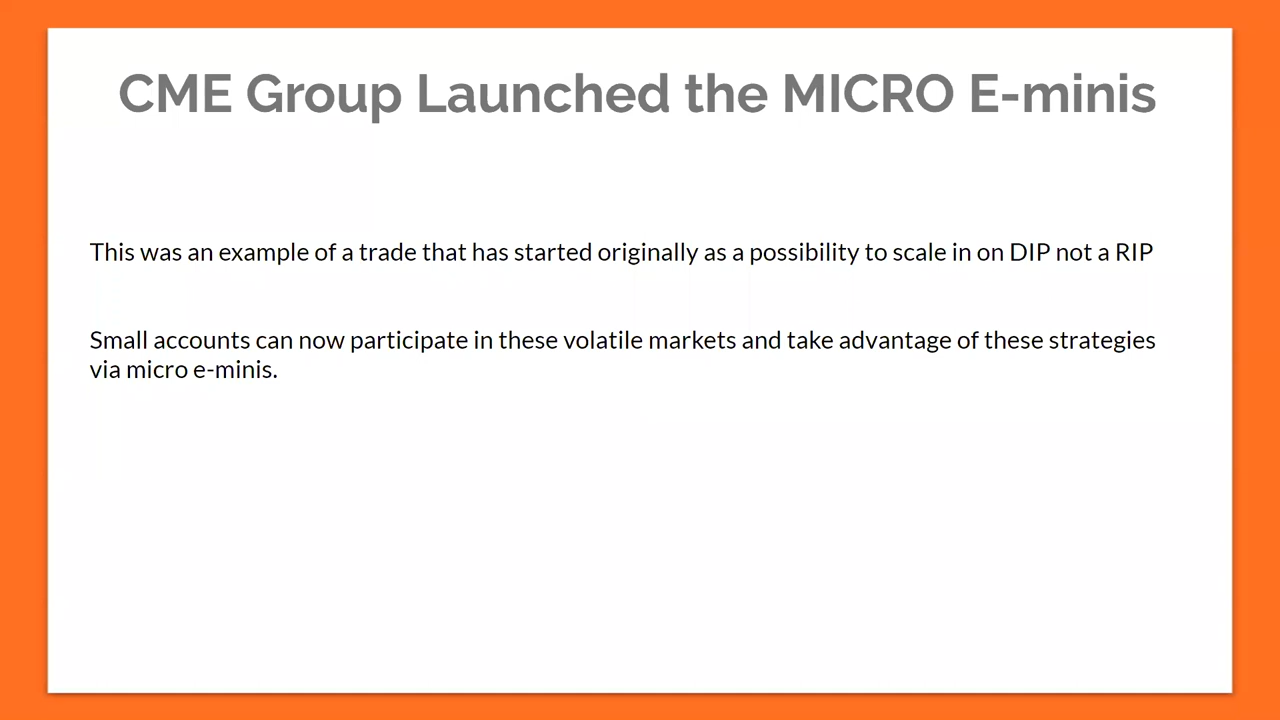 CME Group Launched the MICRO E-minis
This was an example of a trade that has started originally as a possibility to scale in on DIP not a RIP
Small accounts can now participate in these volatile markets and take advantage of these strategies
via micro e-minis.